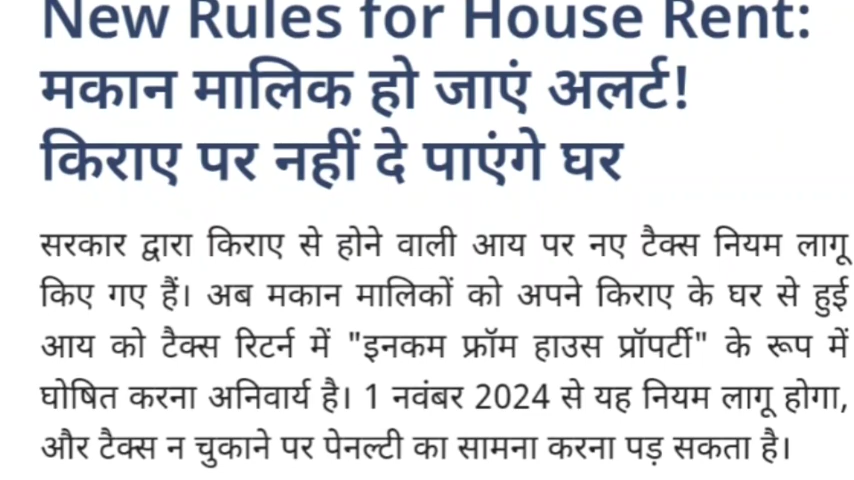 New Rules for House Rent:
मकान मालिक हो जाएं अलर्ट!
किराए पर नहीं दे पाएंगे घर
सरकार द्वारा किराए से होने वाली आय पर नए टैक्स नियम लागू
किए गए हैं। अब मकान मालिकों को अपने किराए के घर से हुई
आय को टैक्स रिटर्न में "इनकम फ्रॉम हाउस प्रॉपर्टी" के रूप में
घोषित करना अनिवार्य है। 1 नवंबर 2024 से यह नियम लागू होगा,
और टैक्स न चुकाने पर पेनल्टी का सामना करना पड़ सकता है।